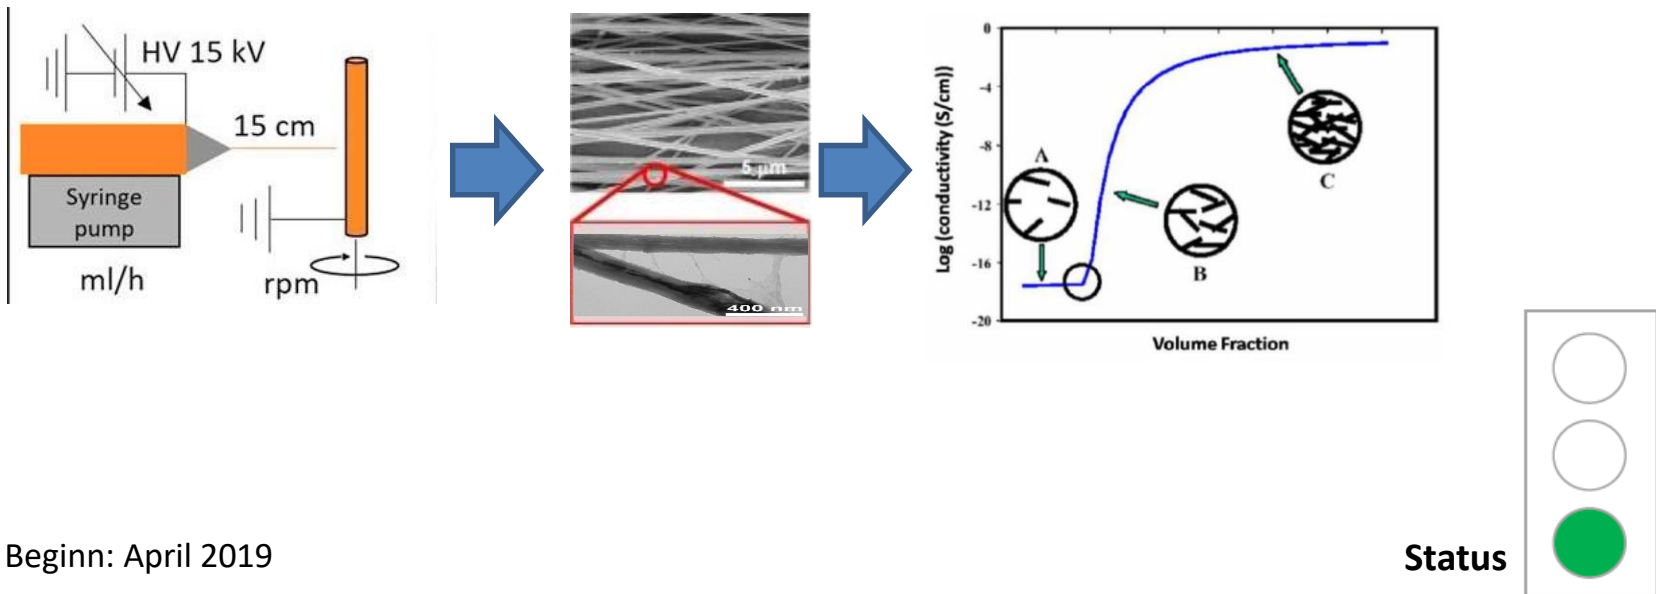 HV 15 kV
15 cm
Syringe
pump
ml/h
rpm
5 µm
400 nm
0
-4
-8
-12
-16
-20
Log (conductivity (S/cm))
A
B
C
Volume Fraction
Beginn: April 2019
Status